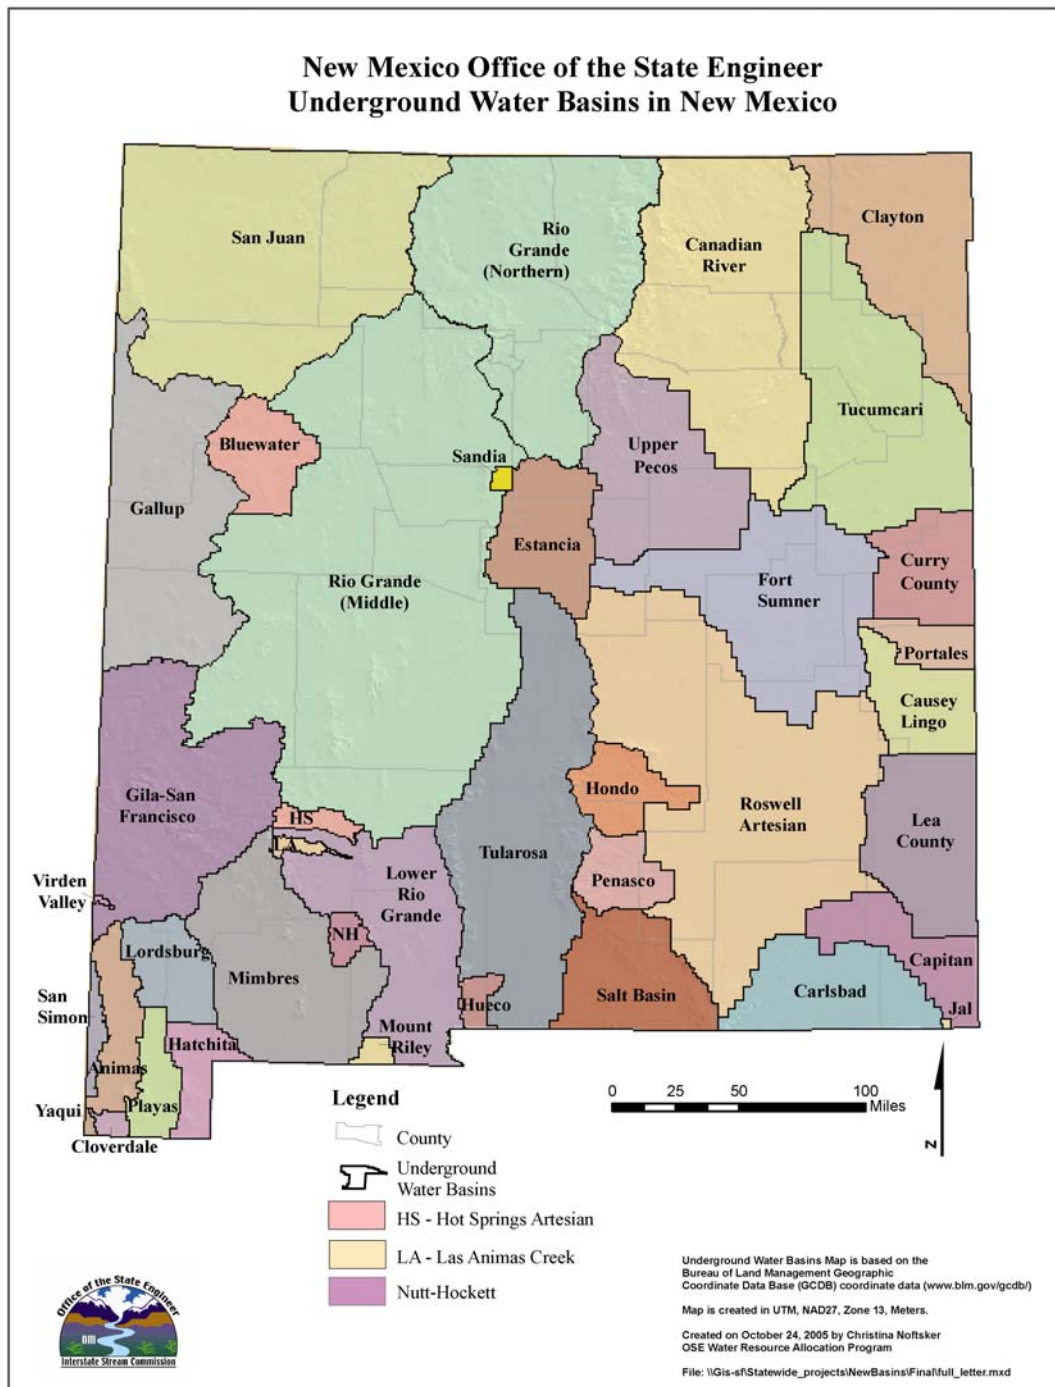 New Mexico Office of the State Engineer
Underground Water Basins in New Mexico
San Juan
Rio
Grande
(Northern)
Canadian
River
Clayton
Tucumcari
Bluewater
Sandia
Upper
Pecos
Gallup
Estancia
Rio Grande
(Middle)
Fort
Sumner
Curry
County
Portales
Causey
Lingo
Gila-San
Francisco
HS
LA
Hondo
Roswell
Artesian
Lea
County
Tularosa
Penasco
Lower
Rio
Grande
Virden
Valley
NH
Lordsburg
Mimbres
Capitan
Carlsbad
Salt Basin
Hueco
Jal
San
Simon
Mount
Riley
Hatchita
Animas
Playas
Yaqui
Cloverdale
0 25 50 100
Miles
N
Legend
County
Underground
Water Basins
HS - Hot Springs Artesian
LA - Las Animas Creek
Nutt-Hockett
Office of the State Engineer
nm
Interstate Stream Commission
Underground Water Basins Map is based on the
Bureau of Land Management Geographic
Coordinate Data Base (GCDB) coordinate data (www.blm.gov/gcdb/)
Map is created in UTM, NAD27, Zone 13, Meters.
Created on October 24, 2005 by Christina Noftsker
OSE Water Resource Allocation Program
File: \\Gis-sf\Statewide_projects\NewBasins\Final\full_letter.mxd